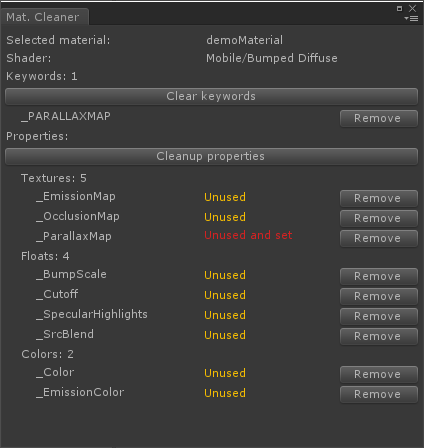 Mat. Cleaner
Selected material: demoMaterial
Shader: Mobile/Bumped Diffuse
Keywords: 1
Clear keywords
_PARALLAXMAP Remove
Properties:
Cleanup properties
Textures: 5
_EmissionMap Unused Remove
_OcclusionMap Unused Remove
_ParallaxMap Unused and set Remove
Floats: 4
_BumpScale Unused Remove
_Cutoff Unused Remove
_SpecularHighlights Unused Remove
_SrcBlend Unused Remove
Colors: 2
_Color Unused Remove
_EmissionColor Unused Remove